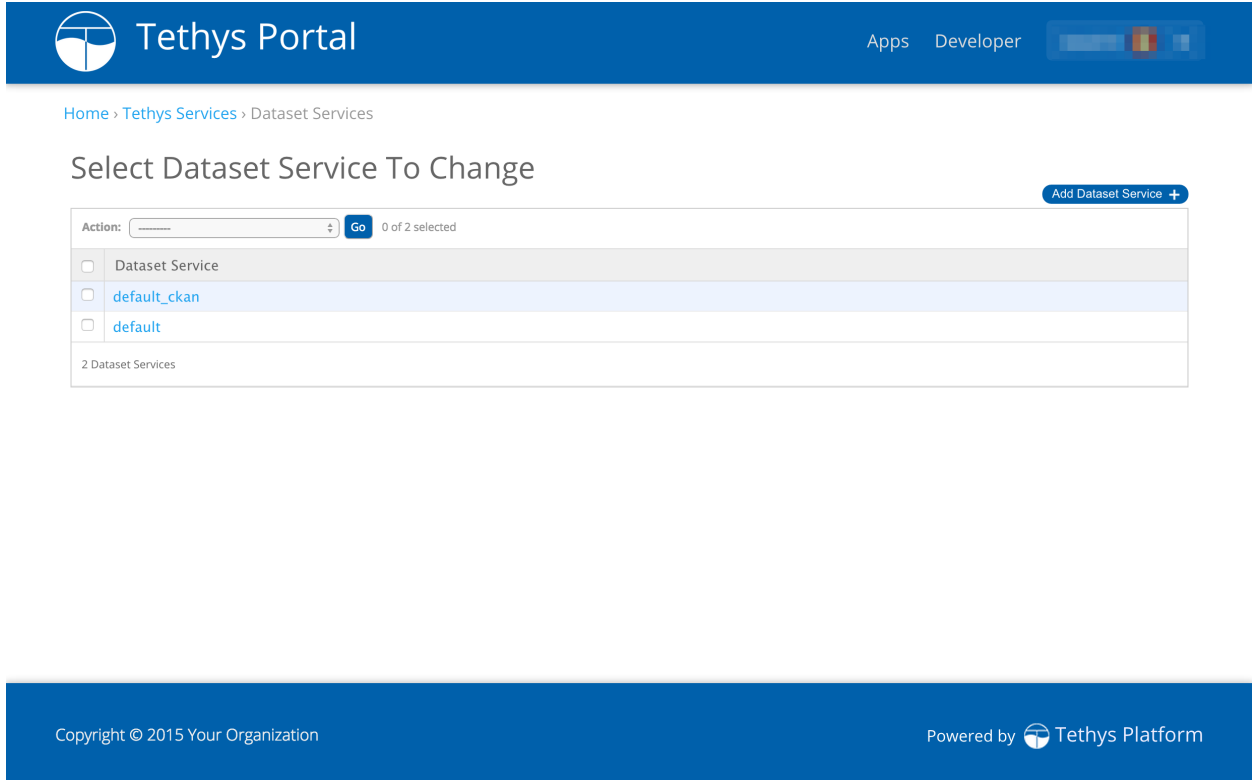 Tethys Portal
Apps Developer
Home › Tethys Services › Dataset Services
Select Dataset Service To Change
Add Dataset Service +
Action: --------- Go 0 of 2 selected
Dataset Service
default_ckan
default
2 Dataset Services
Copyright © 2015 Your Organization
Powered by Tethys Platform